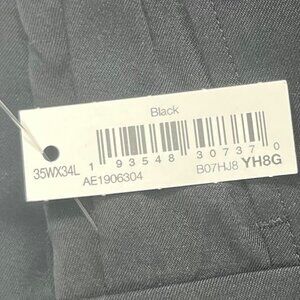 Black
35WX34L
1 93548 30737 0
AE1906304
B07HJ8 YH8G